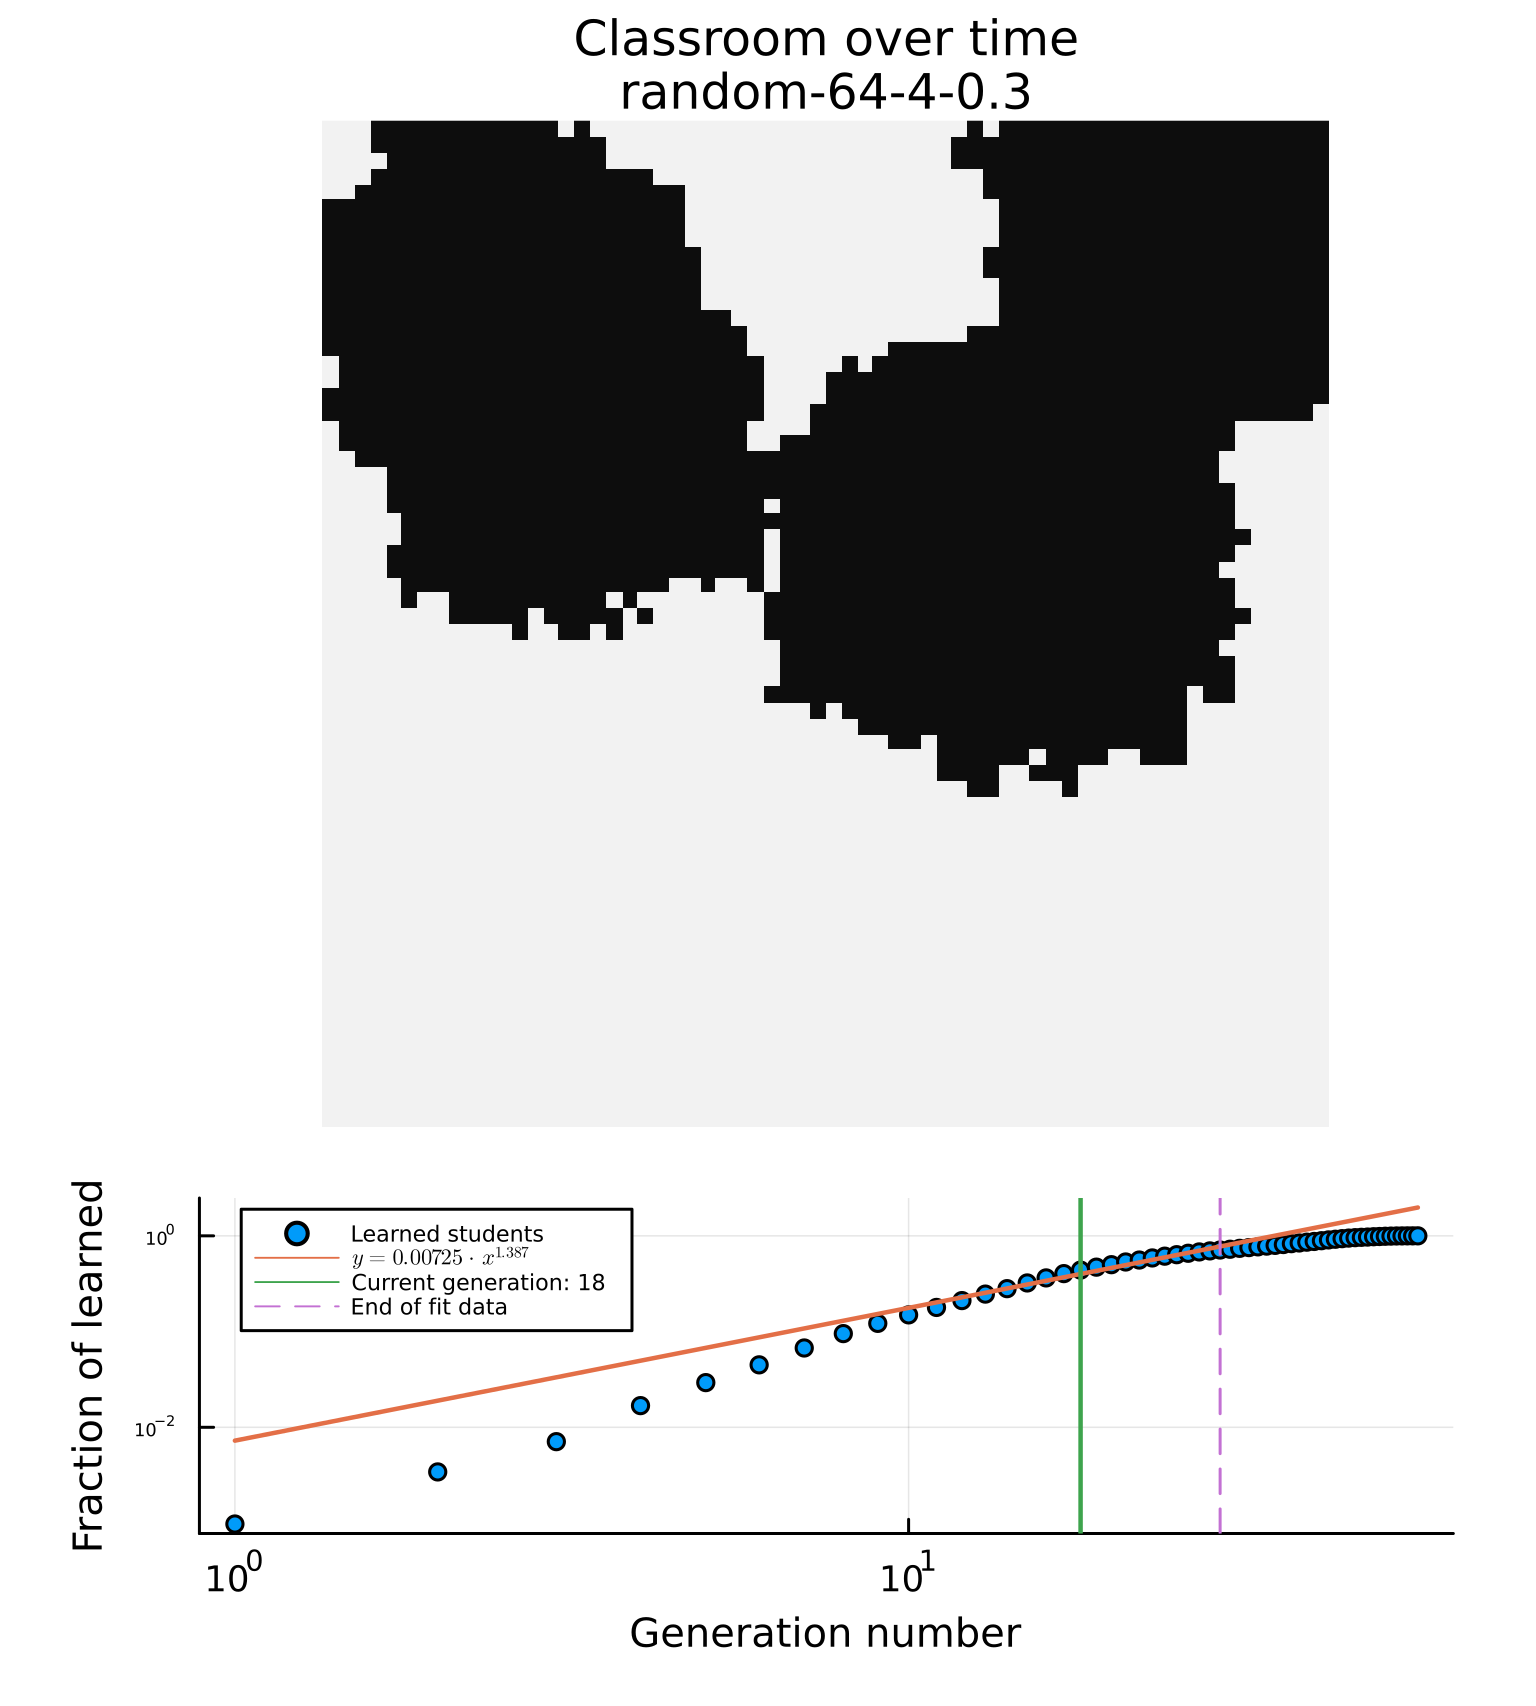 Classroom over time
random-64-4-0.3
Fraction of learned
10^0
10^-2
Learned students
y = 0.00725 · x^1.387
Current generation: 18
End of fit data
10^0
10^1
Generation number